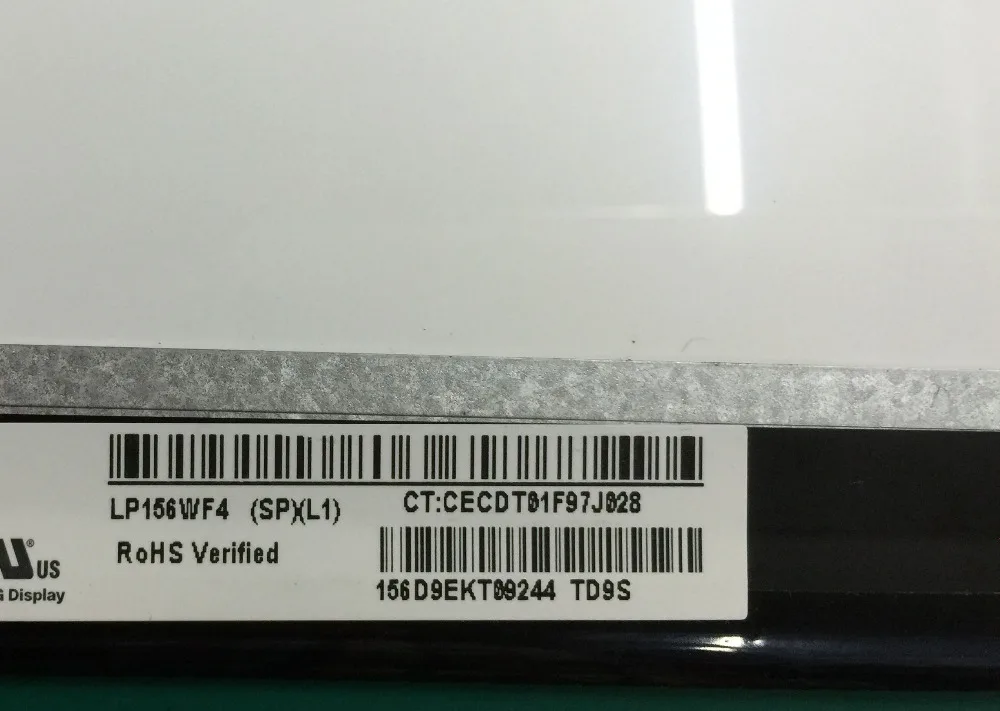 LP156WF4 (SP)(L1) CT:CECDT01F97J028
RoHS Verified
US
Display
156D9EKT09244 TD9S